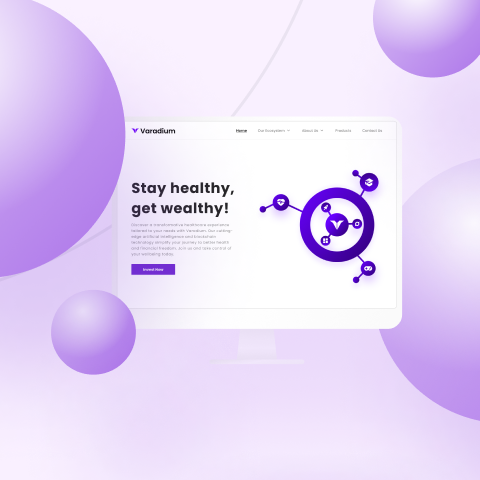 Varadium
Home
Our Ecosystem
About Us
Products
Contact Us
Stay healthy,
get wealthy!
Discover a transformative healthcare experience
tailored to your needs with Varadium. Our cutting-
edge artificial intelligence and blockchain
technology simplify your journey to better health
and financial freedom. Join us and take control of
your wellbeing today.
Invest Now